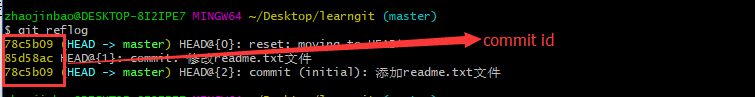 zhaojinbao@DESKTOP-8I2IPE7 MINGW64 ~/Desktop/learngit (master)
$ git reflog
78c5b09 (HEAD -> master) HEAD@{0}: reset: moving to HEAD^ commit id
85d58ac HEAD@{1}: commit: 修改readme.txt文件
78c5b09 (HEAD -> master) HEAD@{2}: commit (initial): 添加readme.txt文件